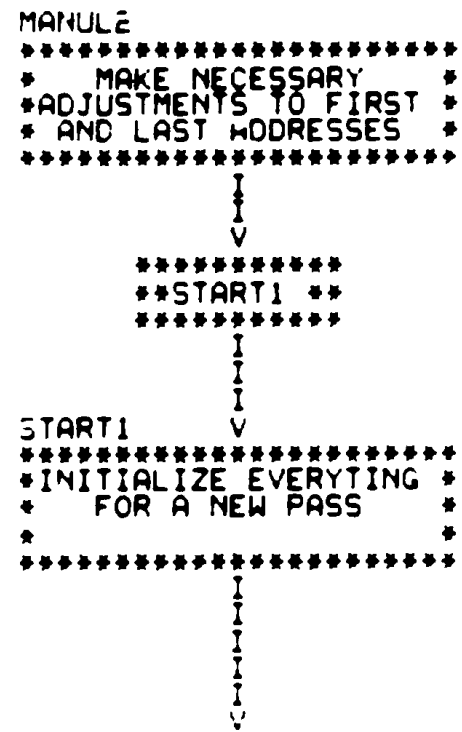 MANUL2
***********************
* MAKE NECESSARY *
*ADJUSTMENTS TO FIRST *
* AND LAST ADDRESSES *
***********************
I
I
V
***********
**START1 **
***********
I
I
I
V
START1
***********************
*INITIALIZE EVERYTING *
* FOR A NEW PASS *
* *
***********************
I
I
I
I
I
I
V